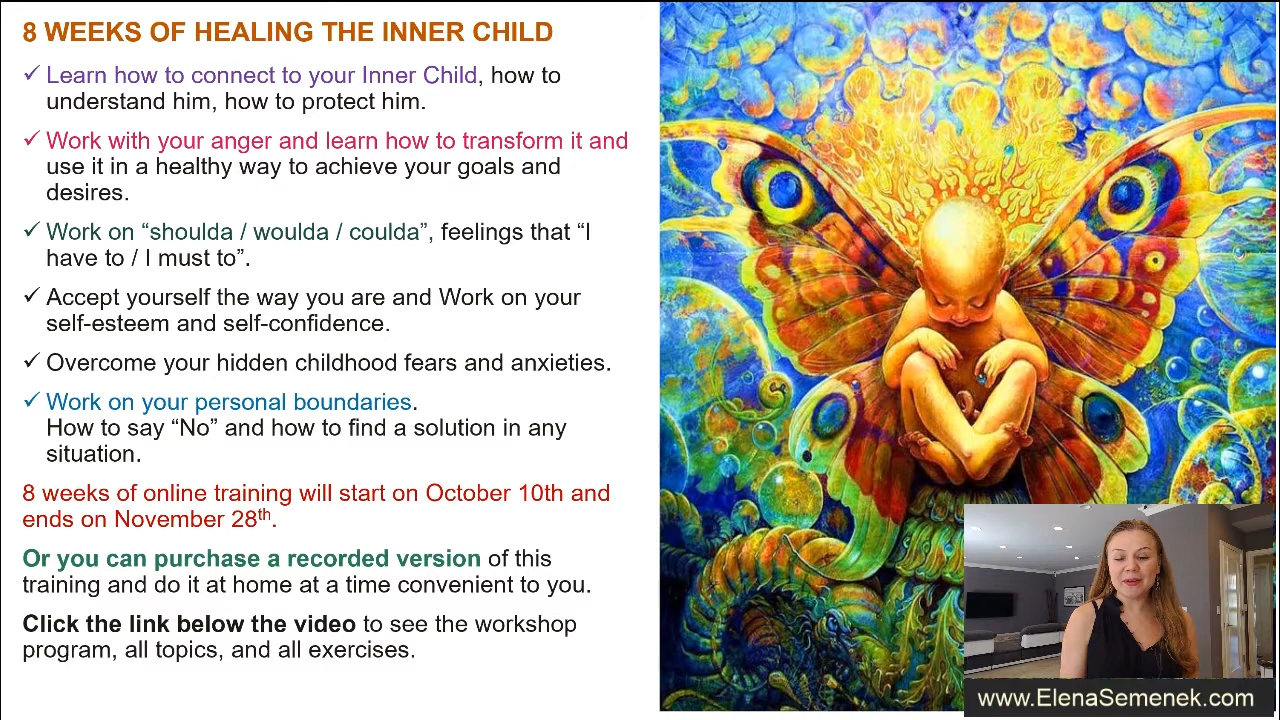 8 WEEKS OF HEALING THE INNER CHILD
✓ Learn how to connect to your Inner Child, how to
understand him, how to protect him.
✓ Work with your anger and learn how to transform it and
use it in a healthy way to achieve your goals and
desires.
✓ Work on “shoulda / woulda / coulda”, feelings that “I
have to / I must to”.
✓ Accept yourself the way you are and Work on your
self-esteem and self-confidence.
✓ Overcome your hidden childhood fears and anxieties.
✓ Work on your personal boundaries.
How to say “No” and how to find a solution in any
situation.
8 weeks of online training will start on October 10th and
ends on November 28th.
Or you can purchase a recorded version of this
training and do it at home at a time convenient to you.
Click the link below the video to see the workshop
program, all topics, and all exercises.
www.ElenaSemenek.com